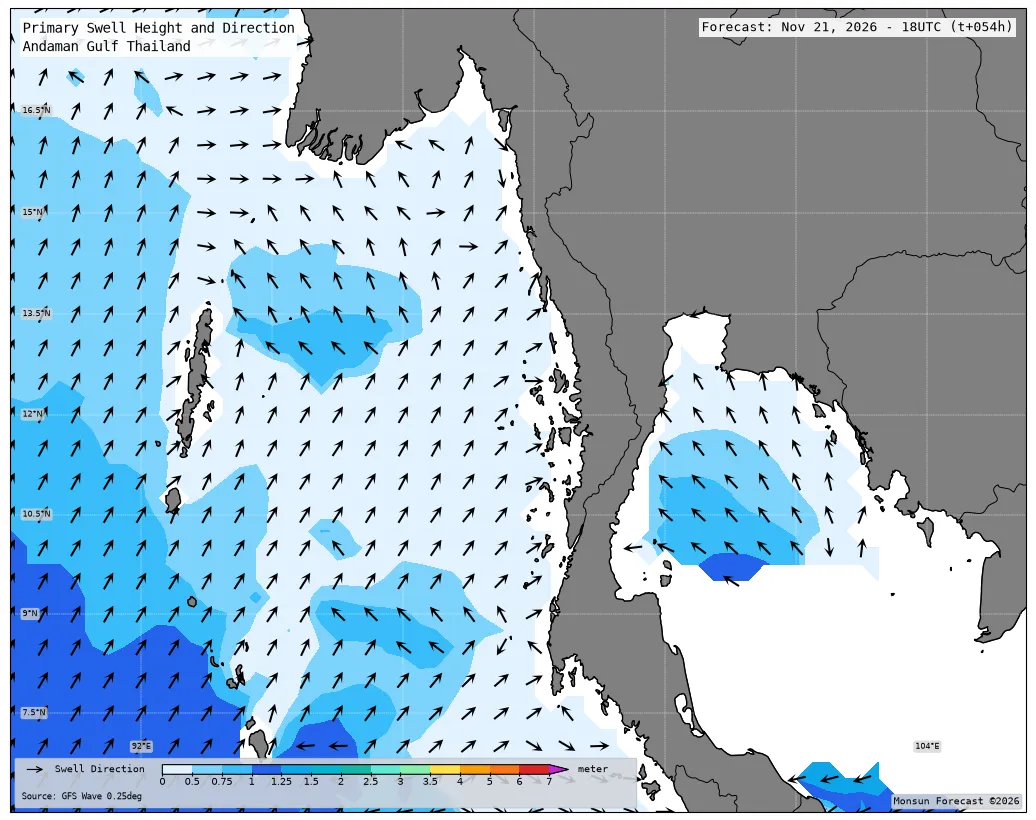 Primary Swell Height and Direction
Andaman Gulf Thailand
Forecast: Nov 21, 2026 - 18UTC (t+054h)
16.5°N
15°N
13.5°N
12°N
10.5°N
9°N
7.5°N
92°E
104°E
Swell Direction
meter
0 0.5 0.75 1 1.25 1.5 2 2.5 3 3.5 4 5 6 7
Source: GFS Wave 0.25deg
Monsun Forecast ©2026